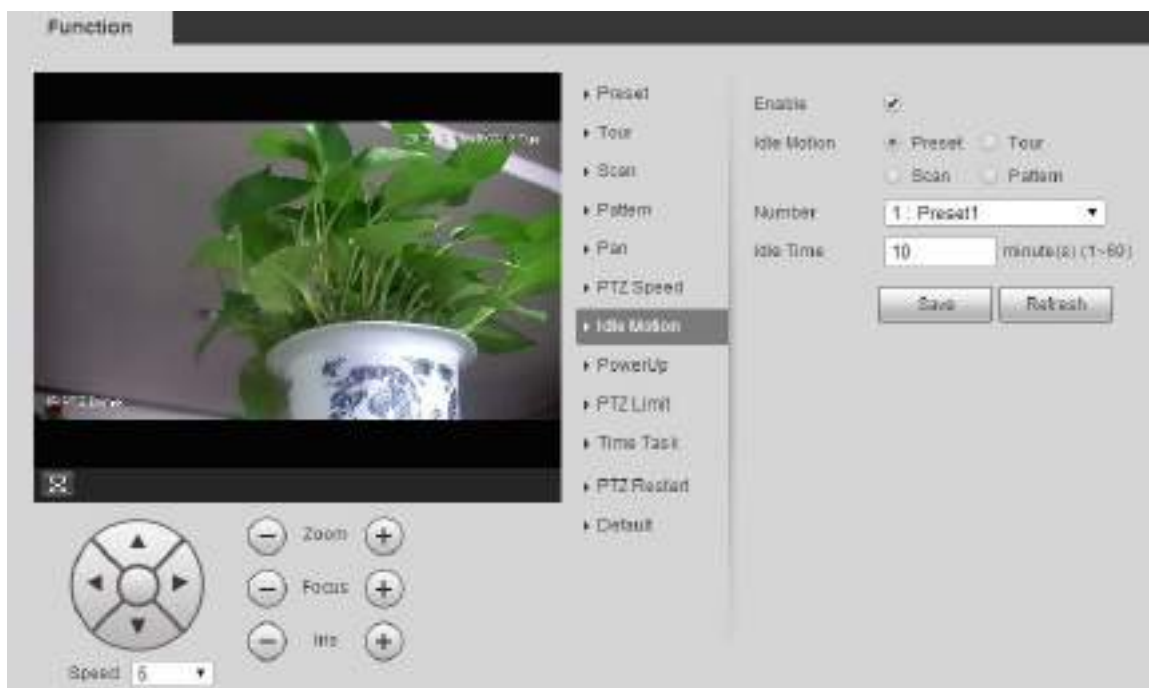 Function
Preset
Tour
Scan
Pattern
Pan
PTZ Speed
Idle Motion
PowerUp
PTZ Limit
Time Task
PTZ Restart
Default
Enable
Idle Motion
Preset Tour
Scan Pattern
Number 1 : Preset1
Idle Time 10 minute(s) (1~60)
Save Refresh
Zoom
Focus
Iris
Speed 5